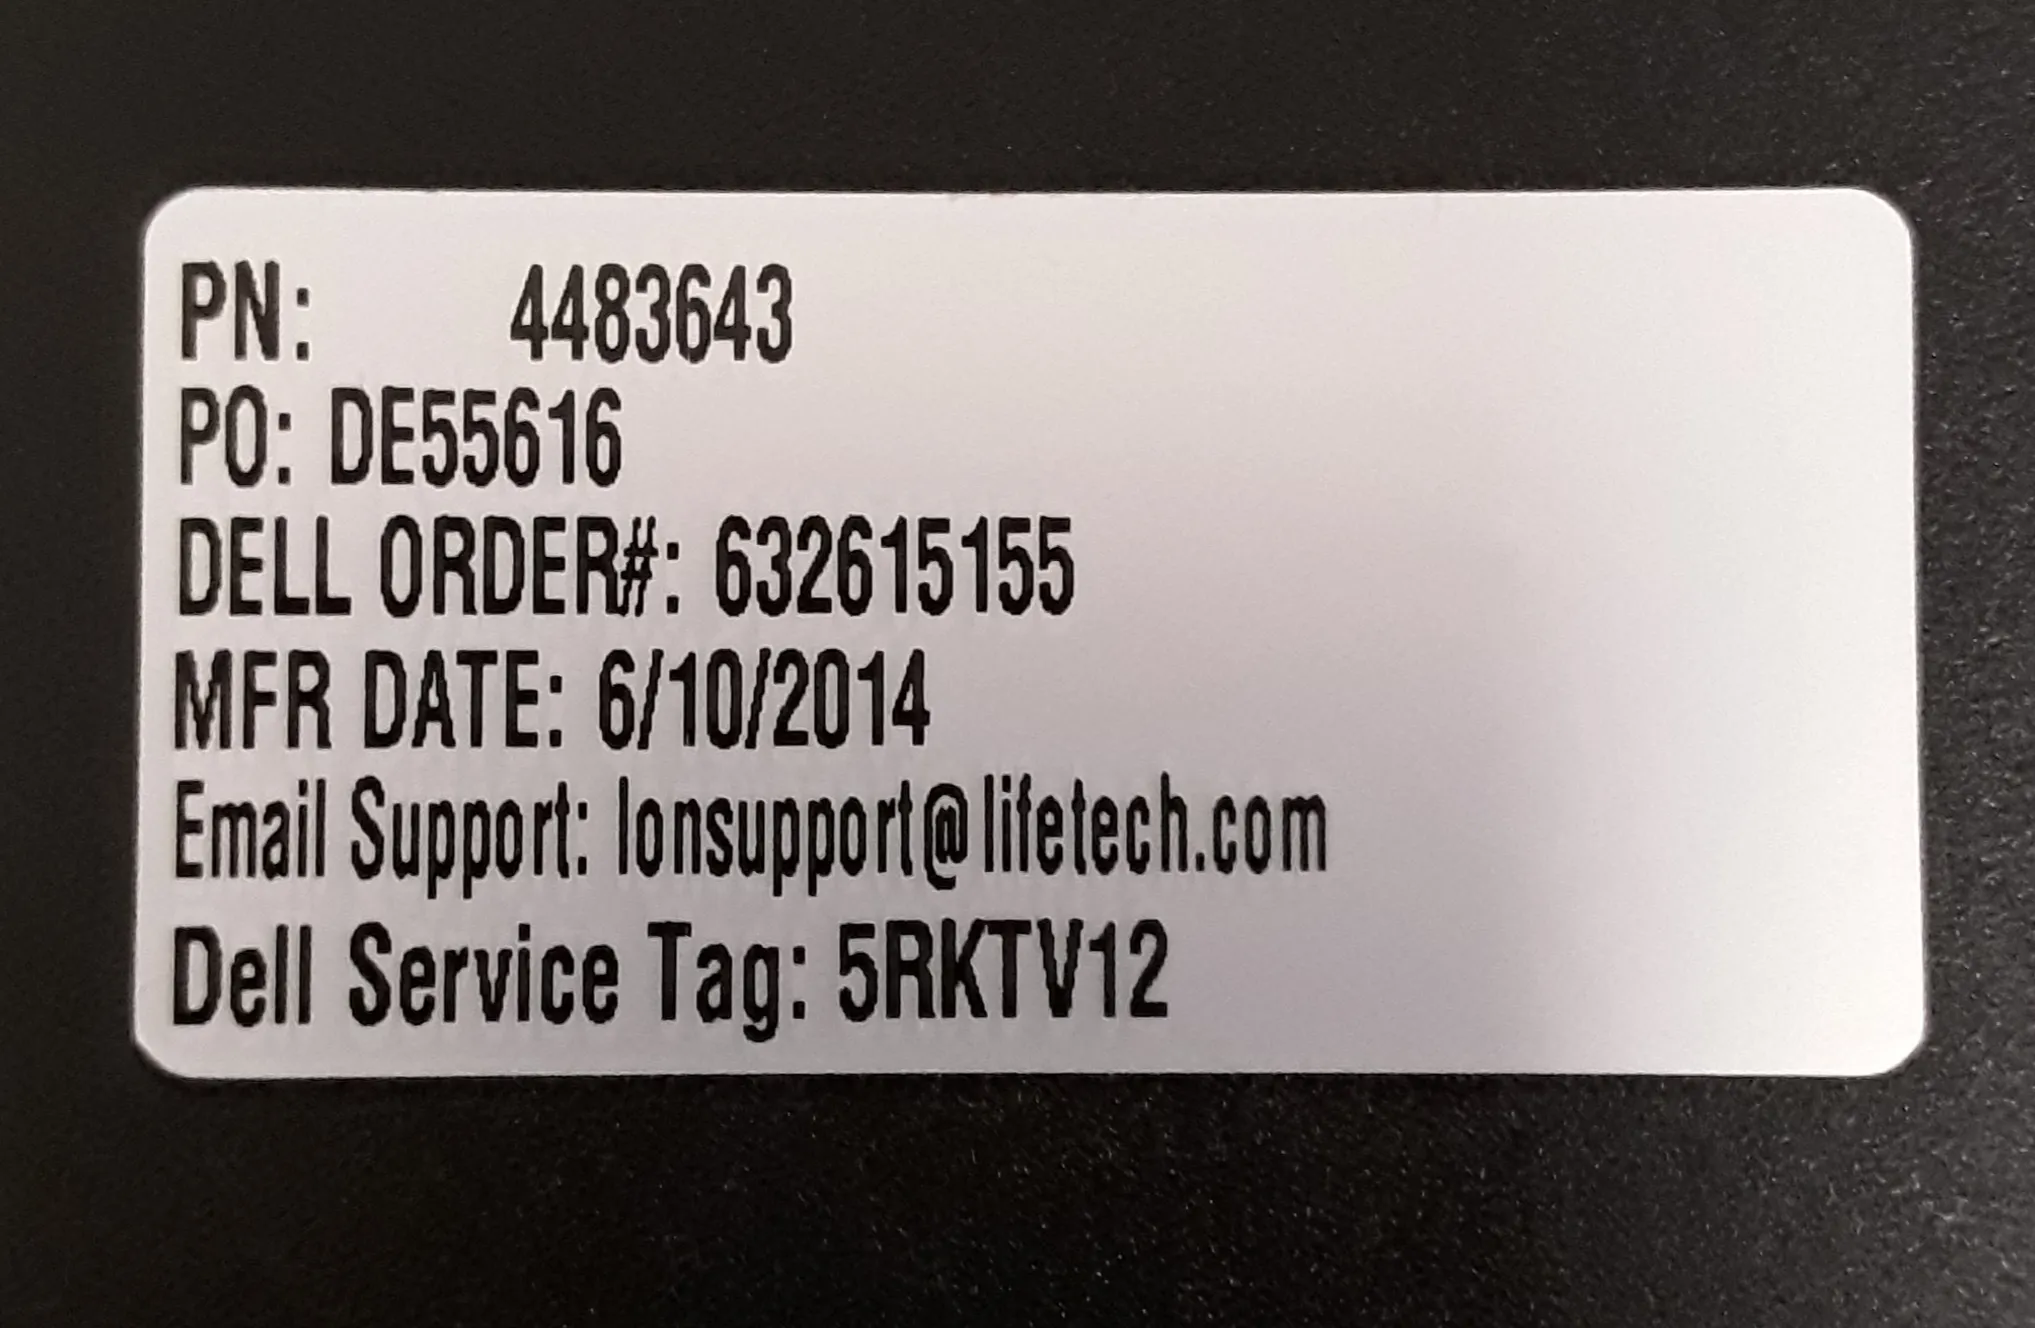 PN: 4483643
PO: DE55616
DELL ORDER#: 632615155
MFR DATE: 6/10/2014
Email Support: Ionsupport@lifetech.com
Dell Service Tag: 5RKTV12